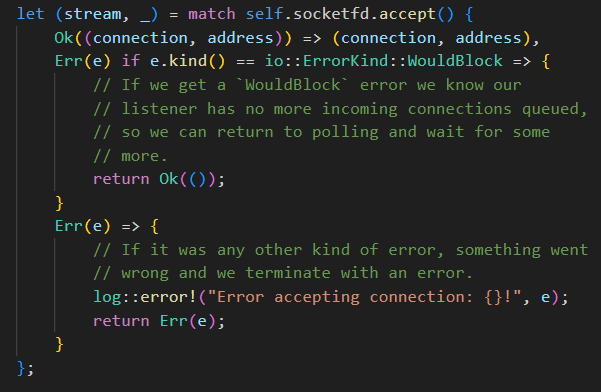 let (stream, _) = match self.socketfd.accept() {
    Ok((connection, address)) => (connection, address),
    Err(e) if e.kind() == io::ErrorKind::WouldBlock => {
        // If we get a `WouldBlock` error we know our
        // listener has no more incoming connections queued,
        // so we can return to polling and wait for some
        // more.
        return Ok(());
    }
    Err(e) => {
        // If it was any other kind of error, something went
        // wrong and we terminate with an error.
        log::error!("Error accepting connection: {}!", e);
        return Err(e);
    }
};